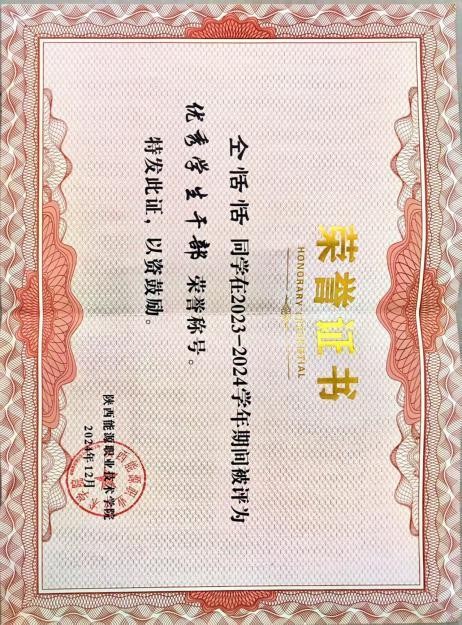 荣誉证书
HONORARY CREDENTIAL
仝恬恬 同学在2023-2024学年期间被评为
优秀学生干部 荣誉称号。
特发此证，以资鼓励。
陕西能源职业技术学院
2024年12月